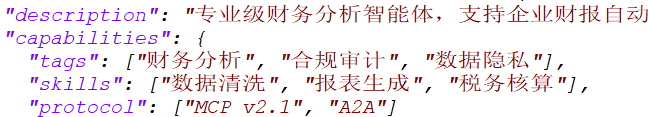 "description": "专业级财务分析智能体，支持企业财报自动
"capabilities": {
"tags": ["财务分析", "合规审计", "数据隐私"],
"skills": ["数据清洗", "报表生成", "税务核算"],
"protocol": ["MCP v2.1", "A2A"]